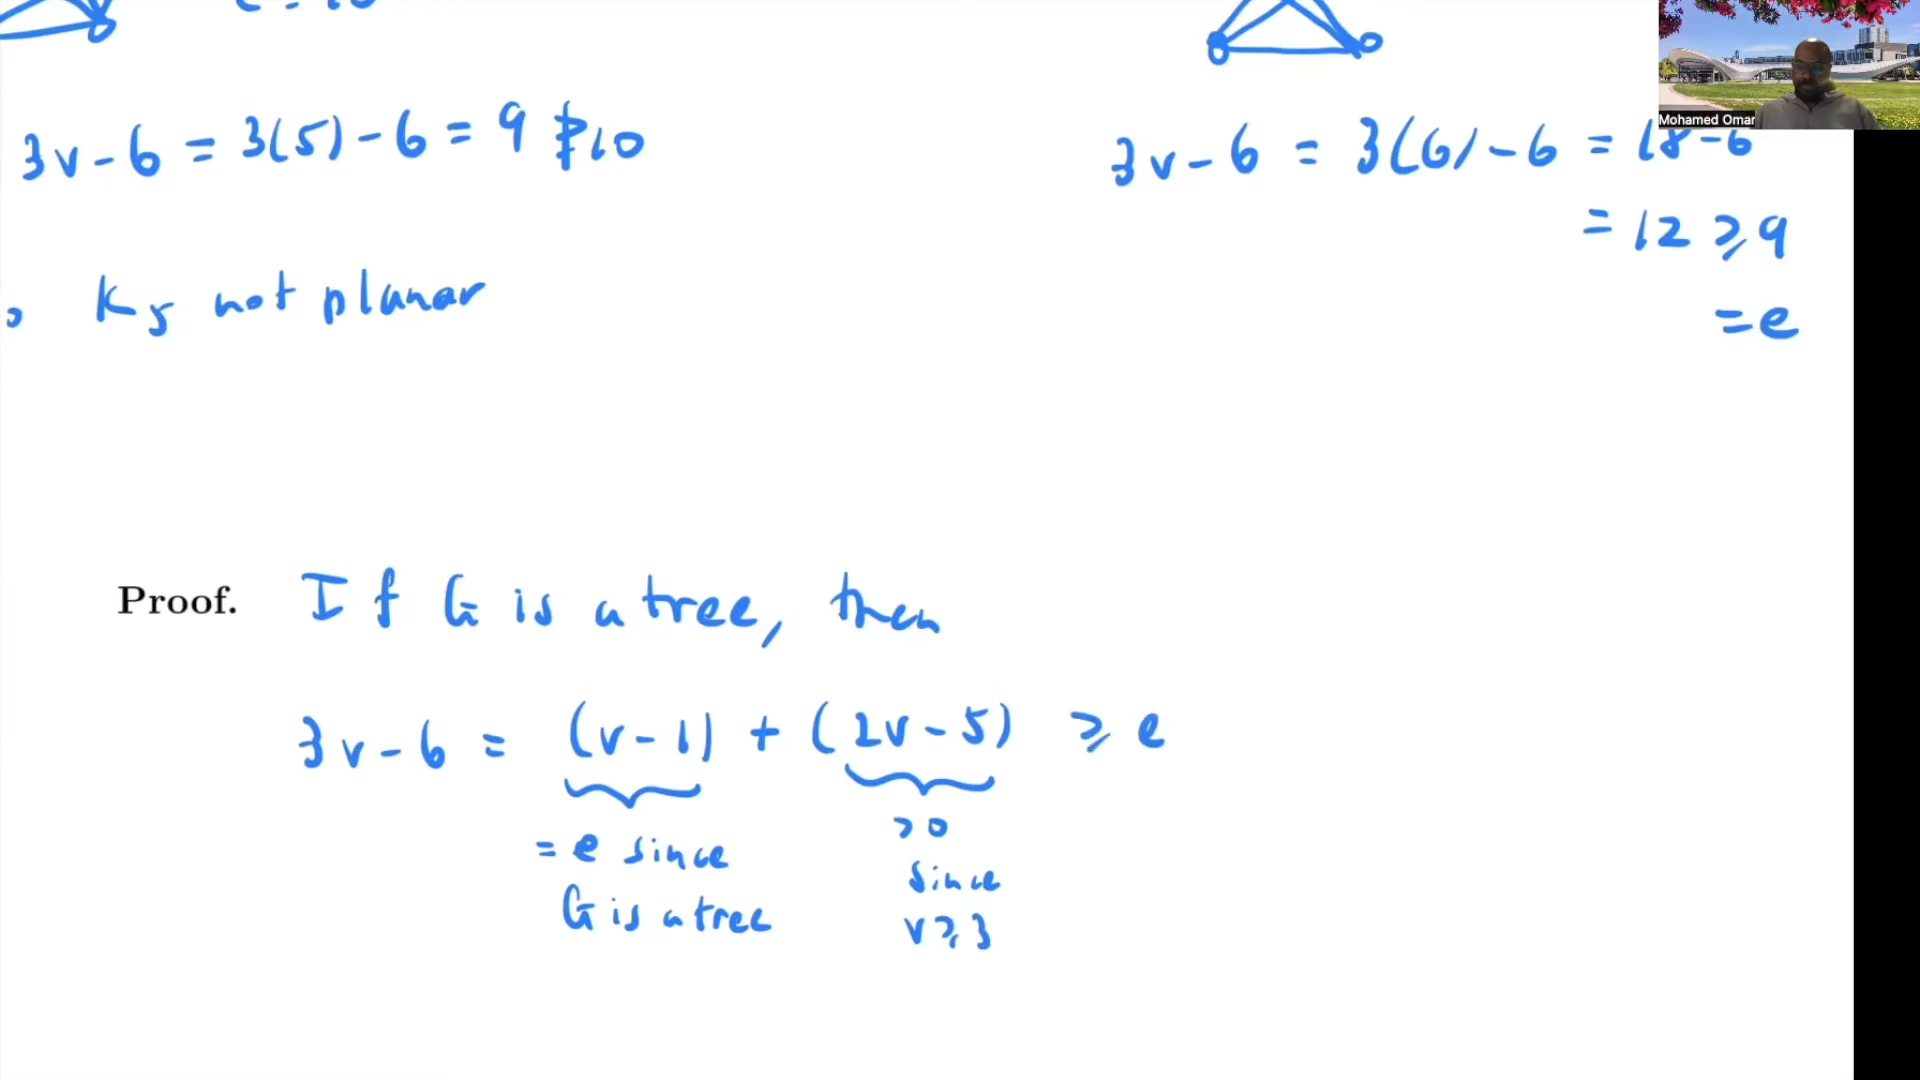 3v - 6 = 3(5) - 6 = 9 ≱ 10
K5 not planar
3v - 6 = 3(6) - 6 = 18 - 6
= 12 ≥ 9
= e
Mohamed Omar
Proof. If G is a tree, then
3v - 6 = (v - 1) + (2v - 5) ≥ e
= e since
G is a tree
> 0
since
v ≥ 3